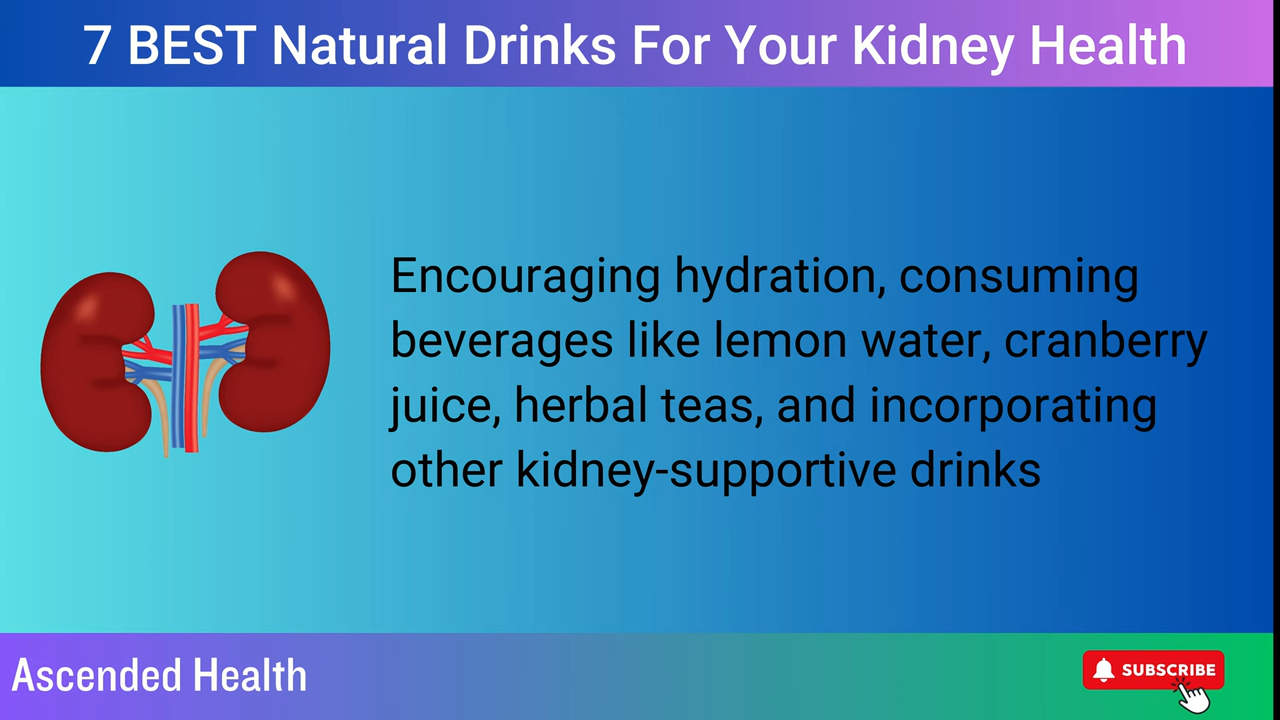 7 BEST Natural Drinks For Your Kidney Health
Encouraging hydration, consuming
beverages like lemon water, cranberry
juice, herbal teas, and incorporating
other kidney-supportive drinks
Ascended Health
SUBSCRIBE